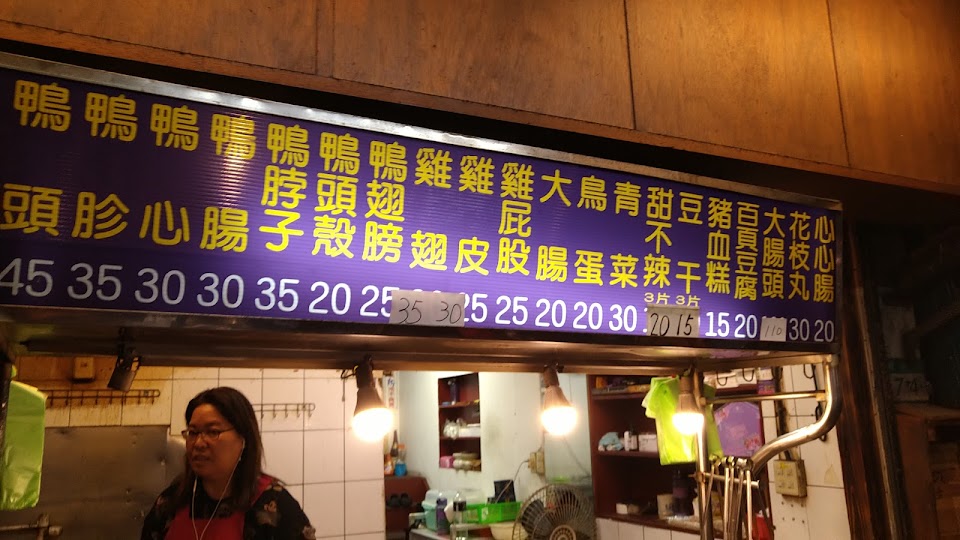 鴨頭 45
鴨胗 35
鴨心 30
鴨腸 30
鴨脖子 35
鴨頭殼 20
鴨翅膀 25 35
雞翅 30
雞皮 25
雞屁股 25
大腸 20
鳥蛋 20
青菜 30
甜不辣 3片 20
豆干 3片 15
豬血糕 15
百頁豆腐 20
大腸頭 110
花枝丸 30
心心腸 20